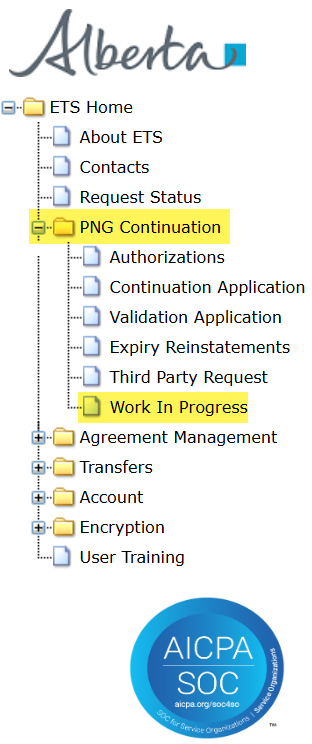 Alberta
ETS Home
About ETS
Contacts
Request Status
PNG Continuation
Authorizations
Continuation Application
Validation Application
Expiry Reinstatements
Third Party Request
Work In Progress
Agreement Management
Transfers
Account
Encryption
User Training
AICPA
SOC
aicpa.org/soc4so
SOC for Service Organizations | Service Organizations
TM